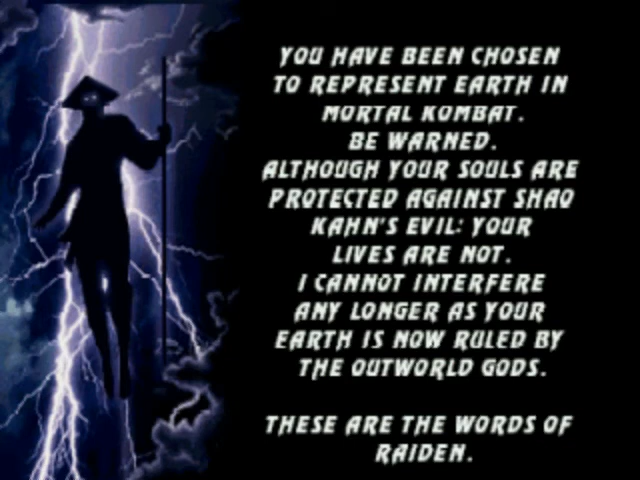 YOU HAVE BEEN CHOSEN
TO REPRESENT EARTH IN
MORTAL KOMBAT.
BE WARNED.
ALTHOUGH YOUR SOULS ARE
PROTECTED AGAINST SHAO
KAHN'S EVIL: YOUR
LIVES ARE NOT.
I CANNOT INTERFERE
ANY LONGER AS YOUR
EARTH IS NOW RULED BY
THE OUTWORLD GODS.
THESE ARE THE WORDS OF
RAIDEN.